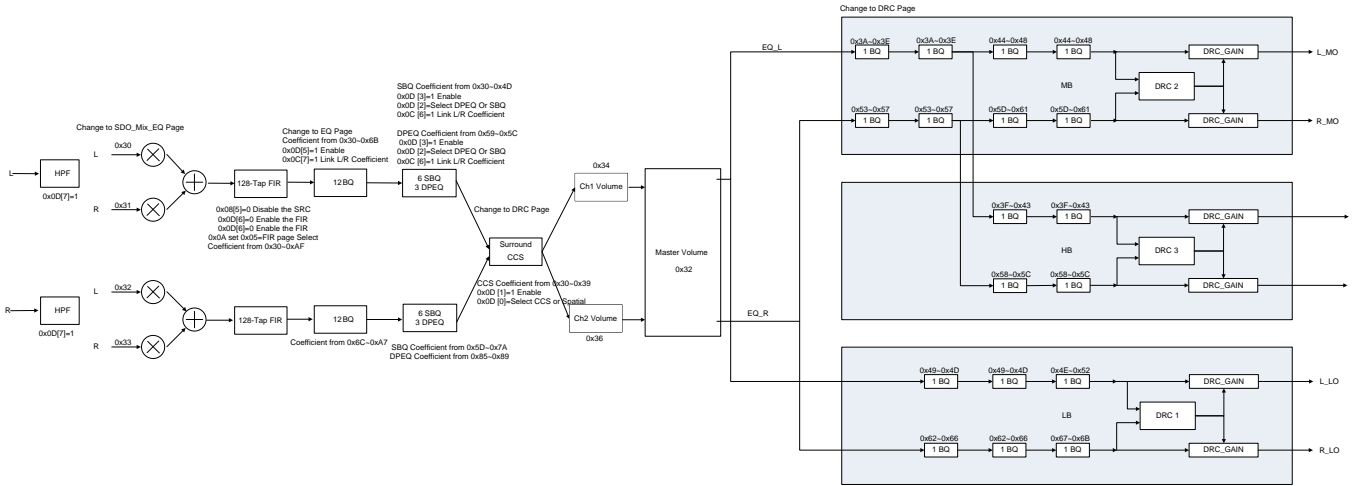 Change to SDO_Mix_EQ Page
L
HPF
0x0D[7]=1
L
0x30
R
0x31
128-Tap FIR
0x08[5]=0 Disable the SRC
0x0D[6]=0 Enable the FIR
0x0D[6]=0 Enable the FIR
0x0A set 0x05=FIR page Select
Coefficient from 0x30~0xAF
Change to EQ Page
Coefficient from 0x30~0x6B
0x0D[5]=1 Enable
0x0C[7]=1 Link L/R Coefficient
12BQ
SBQ Coefficient from 0x30~0x4D
0x0D [3]=1 Enable
0x0D [2]=Select DPEQ Or SBQ
0x0C [6]=1 Link L/R Coefficient
DPEQ Coefficient from 0x59~0x5C
0x0D [3]=1 Enable
0x0D [2]=Select DPEQ Or SBQ
0x0C [6]=1 Link L/R Coefficient
6 SBQ
3 DPEQ
R
HPF
0x0D[7]=1
L
0x32
R
0x33
128-Tap FIR
12BQ
Coefficient from 0x6C~0xA7
6 SBQ
3 DPEQ
SBQ Coefficient from 0x5D~0x7A
DPEQ Coefficient from 0x85~0x89
Change to DRC Page
Surround
CCS
CCS Coefficient from 0x30~0x39
0x0D [1]=1 Enable
0x0D [0]=Select CCS or Spatial
0x34
Ch1 Volume
Ch2 Volume
0x36
Master Volume
0x32
EQ_L
EQ_R
Change to DRC Page
0x3A~0x3E
0x3A~0x3E
0x44~0x48
0x44~0x48
1 BQ
1 BQ
1 BQ
1 BQ
DRC_GAIN
L_MO
MB
DRC 2
0x53~0x57
0x53~0x57
0x5D~0x61
0x5D~0x61
1 BQ
1 BQ
1 BQ
1 BQ
DRC_GAIN
R_MO
0x3F~0x43
0x3F~0x43
1 BQ
1 BQ
DRC_GAIN
HB
DRC 3
0x58~0x5C
0x58~0x5C
1 BQ
1 BQ
DRC_GAIN
0x49~0x4D
0x49~0x4D
0x4E~0x52
1 BQ
1 BQ
1 BQ
DRC_GAIN
L_LO
LB
DRC 1
0x62~0x66
0x62~0x66
0x67~0x6B
1 BQ
1 BQ
1 BQ
DRC_GAIN
R_LO